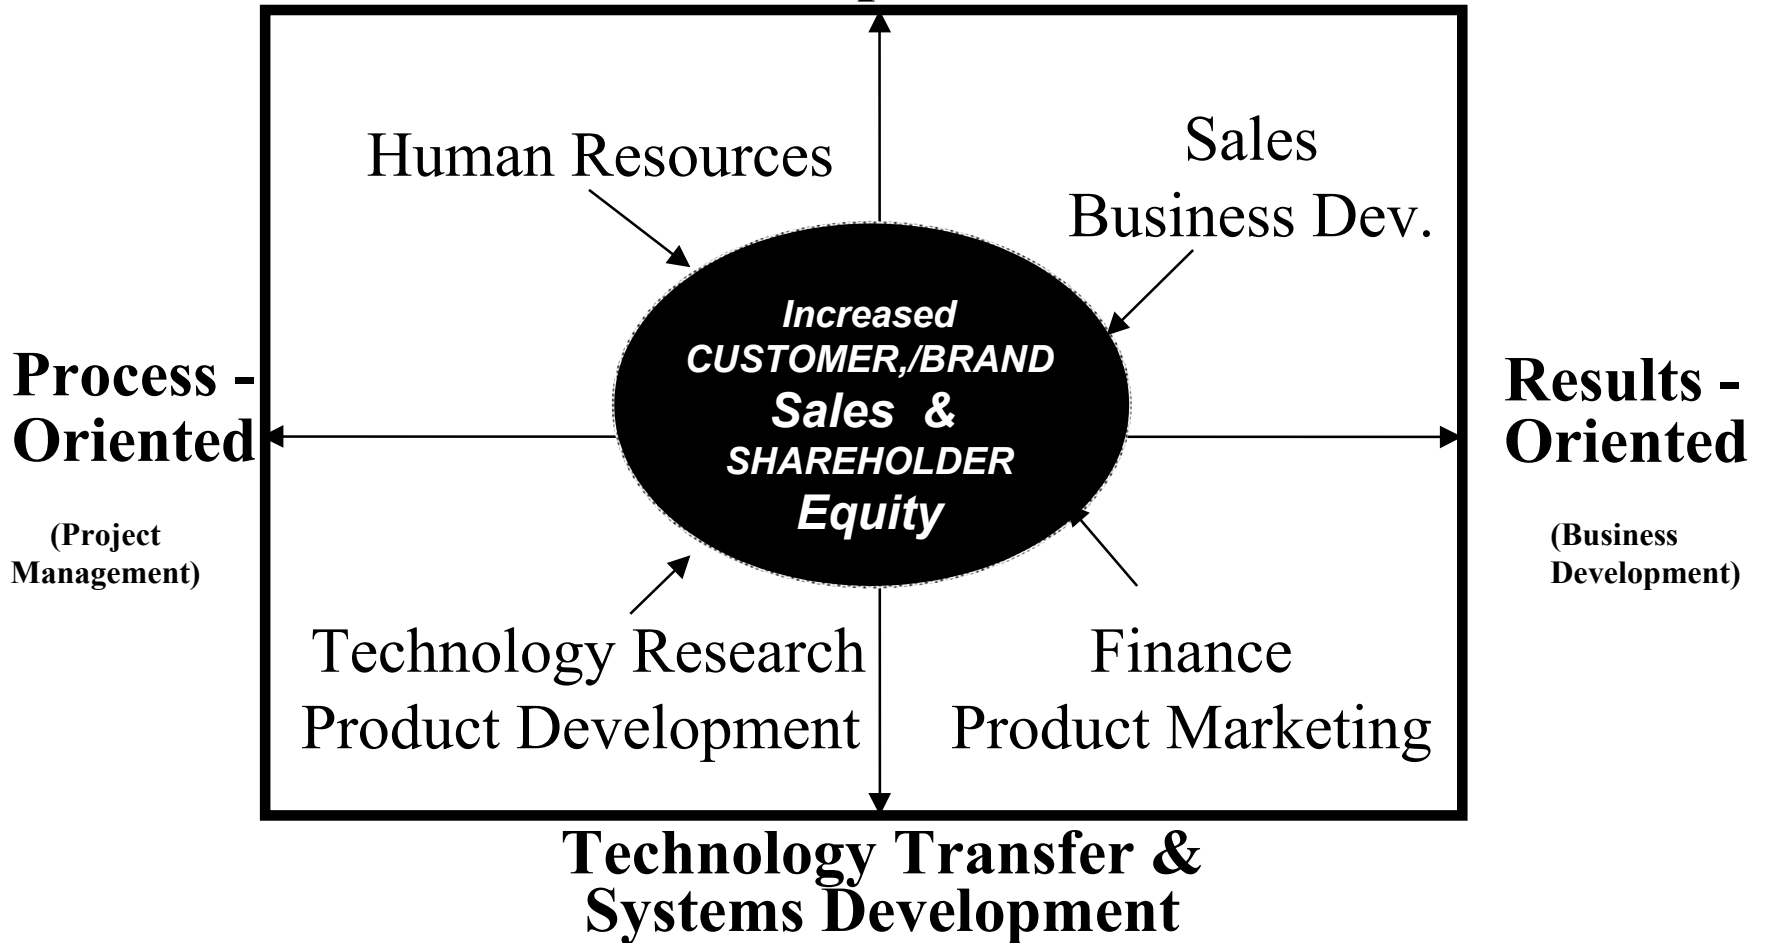 Human Resources
Sales
Business Dev.
Increased
CUSTOMER,/BRAND
Sales &
SHAREHOLDER
Equity
Process -
Oriented
(Project
Management)
Results -
Oriented
(Business
Development)
Technology Research
Product Development
Finance
Product Marketing
Technology Transfer &
Systems Development